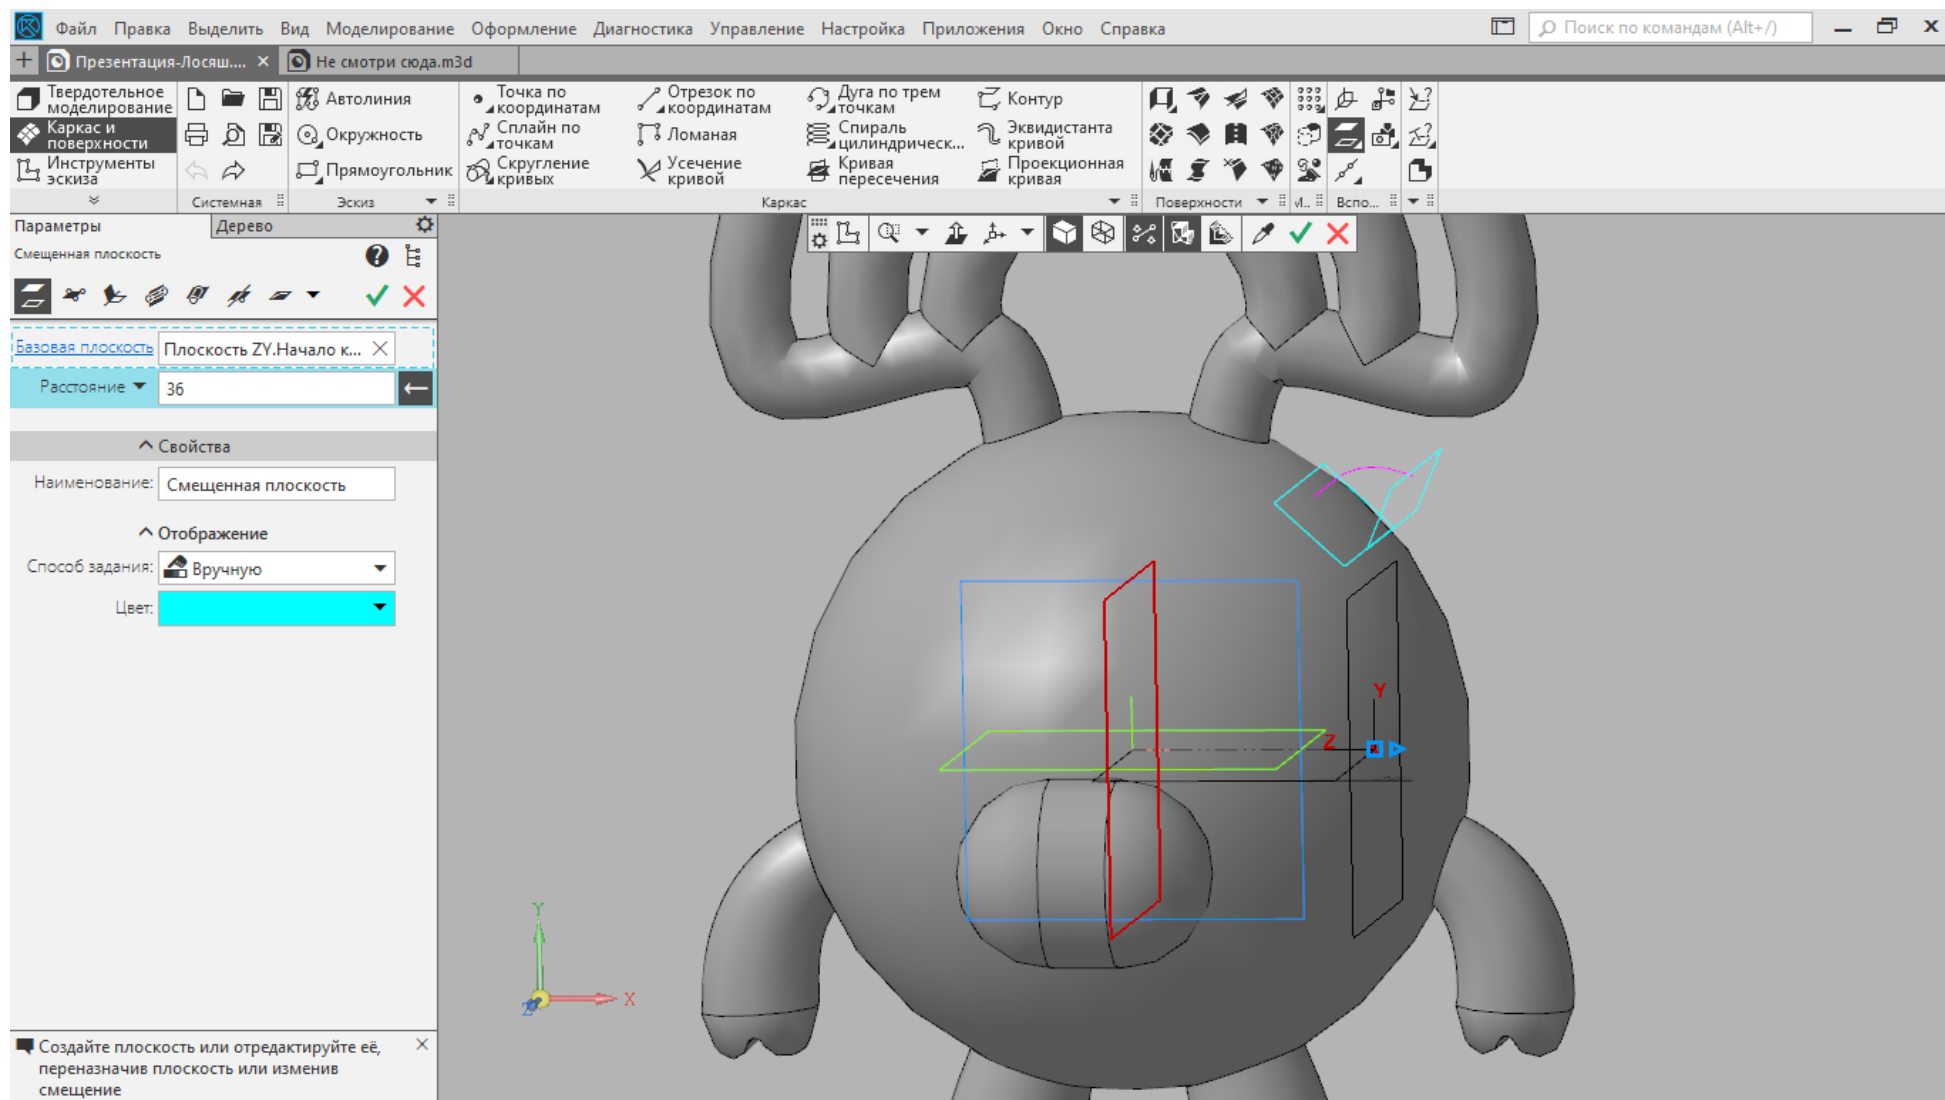 Файл Правка Выделить Вид Моделирование Оформление Диагностика Управление Настройка Приложения Окно Справка Поиск по командам (Alt+/)
Презентация-Лосяш.... Не смотри сюда.m3d
Твердотельное моделирование
Каркас и поверхности
Инструменты эскиза
Системная
Автолиния
Окружность
Прямоугольник
Эскиз
Точка по координатам
Сплайн по точкам
Скругление кривых
Отрезок по координатам
Ломаная
Усечение кривой
Дуга по трем точкам
Спираль цилиндрическ...
Кривая пересечения
Контур
Эквидистанта кривой
Проекционная кривая
Каркас
Поверхности
Вспо...
Параметры Дерево
Смещенная плоскость
Базовая плоскость Плоскость ZY.Начало к...
Расстояние 36
Свойства
Наименование: Смещенная плоскость
Отображение
Способ задания: Вручную
Цвет:
Y
Z
Y
X
Z
Создайте плоскость или отредактируйте её,
переназначив плоскость или изменив
смещение